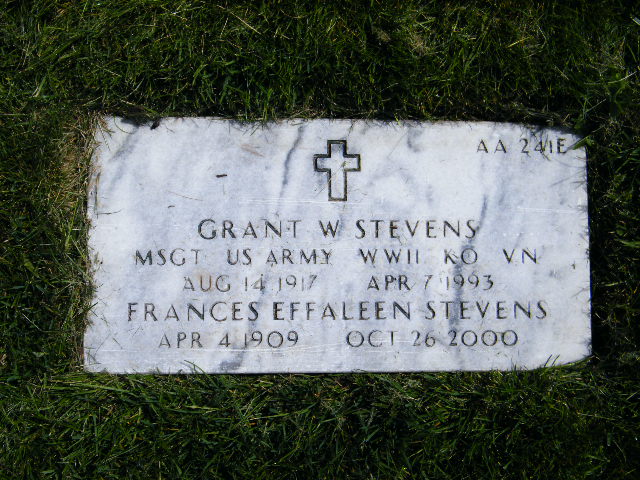 AA 241E
GRANT W STEVENS
MSGT US ARMY WWII KO VN
AUG 14 1917 APR 7 1993
FRANCES EFFALEEN STEVENS
APR 4 1909 OCT 26 2000